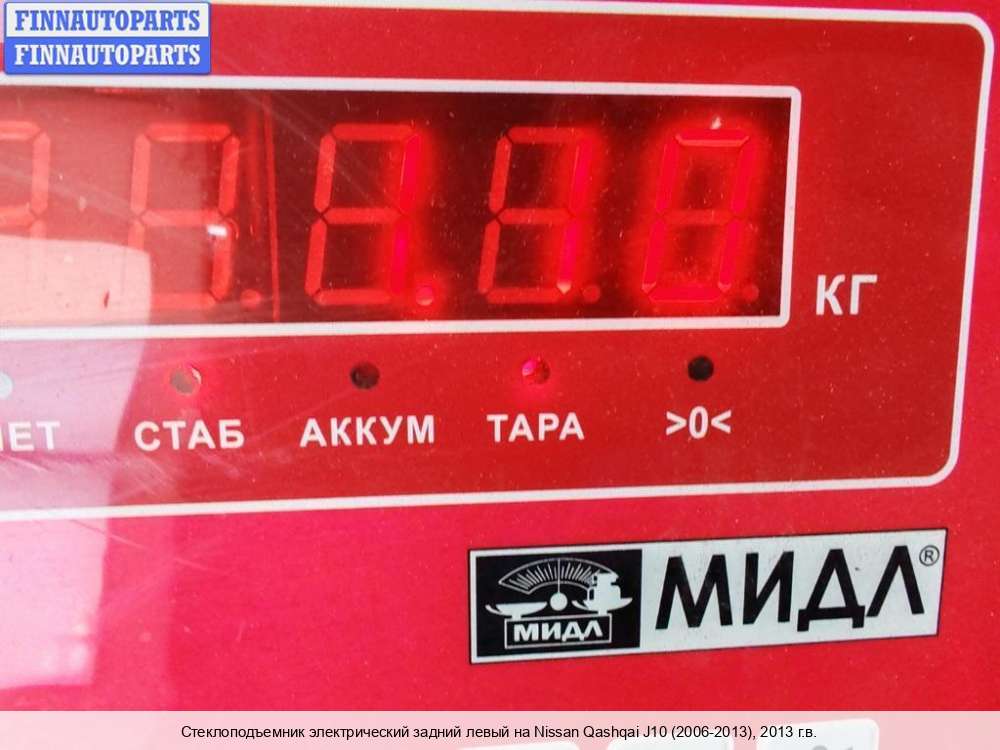 FINNAUTOPARTS
FINNAUTOPARTS
1.10
КГ
СТАБ АККУМ ТАРА >0<
МИДЛ МИДЛ®
Стеклоподъемник электрический задний левый на Nissan Qashqai J10 (2006-2013), 2013 г.в.